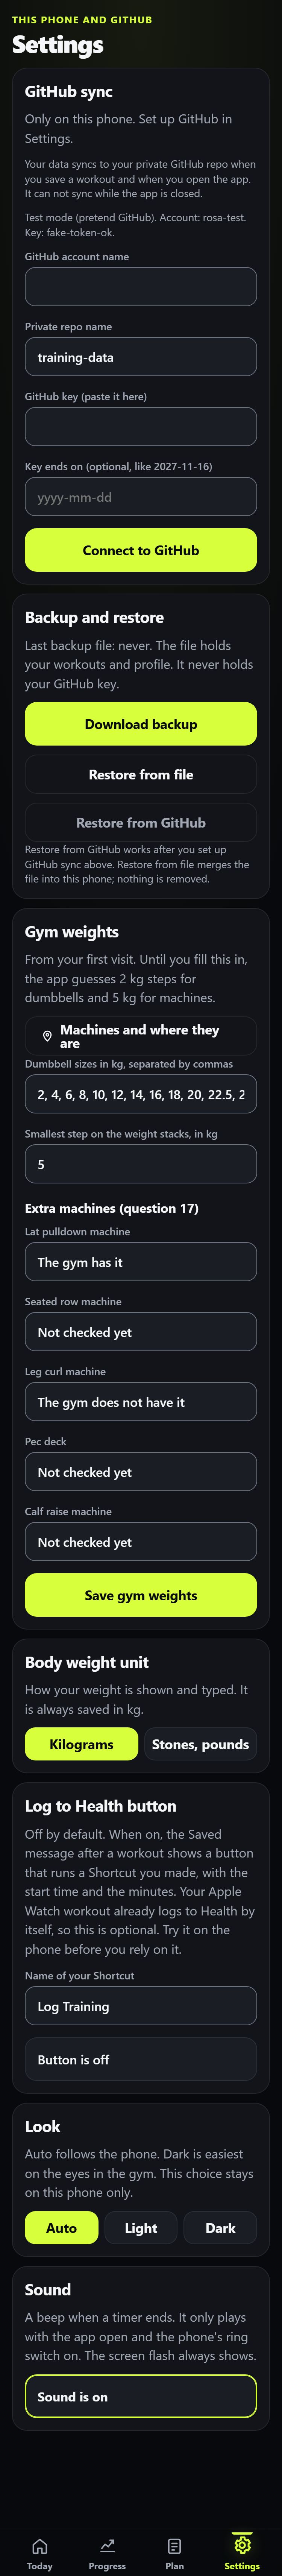 THIS PHONE AND GITHUB
Settings
GitHub sync
Only on this phone. Set up GitHub in
Settings.
Your data syncs to your private GitHub repo when
you save a workout and when you open the app.
It can not sync while the app is closed.
Test mode (pretend GitHub). Account: rosa-test.
Key: fake-token-ok.
GitHub account name
Private repo name
training-data
GitHub key (paste it here)
Key ends on (optional, like 2027-11-16)
yyyy-mm-dd
Connect to GitHub
Backup and restore
Last backup file: never. The file holds
your workouts and profile. It never holds
your GitHub key.
Download backup
Restore from file
Restore from GitHub
Restore from GitHub works after you set up
GitHub sync above. Restore from file merges the
file into this phone; nothing is removed.
Gym weights
From your first visit. Until you fill this in,
the app guesses 2 kg steps for
dumbbells and 5 kg for machines.
Machines and where they
are
Dumbbell sizes in kg, separated by commas
2, 4, 6, 8, 10, 12, 14, 16, 18, 20, 22.5, 2
Smallest step on the weight stacks, in kg
5
Extra machines (question 17)
Lat pulldown machine
The gym has it
Seated row machine
Not checked yet
Leg curl machine
The gym does not have it
Pec deck
Not checked yet
Calf raise machine
Not checked yet
Save gym weights
Body weight unit
How your weight is shown and typed. It
is always saved in kg.
Kilograms
Stones, pounds
Log to Health button
Off by default. When on, the Saved
message after a workout shows a button
that runs a Shortcut you made, with the
start time and the minutes. Your Apple
Watch workout already logs to Health by
itself, so this is optional. Try it on the
phone before you rely on it.
Name of your Shortcut
Log Training
Button is off
Look
Auto follows the phone. Dark is easiest
on the eyes in the gym. This choice stays
on this phone only.
Auto
Light
Dark
Sound
A beep when a timer ends. It only plays
with the app open and the phone's ring
switch on. The screen flash always shows.
Sound is on
Today
Progress
Plan
Settings